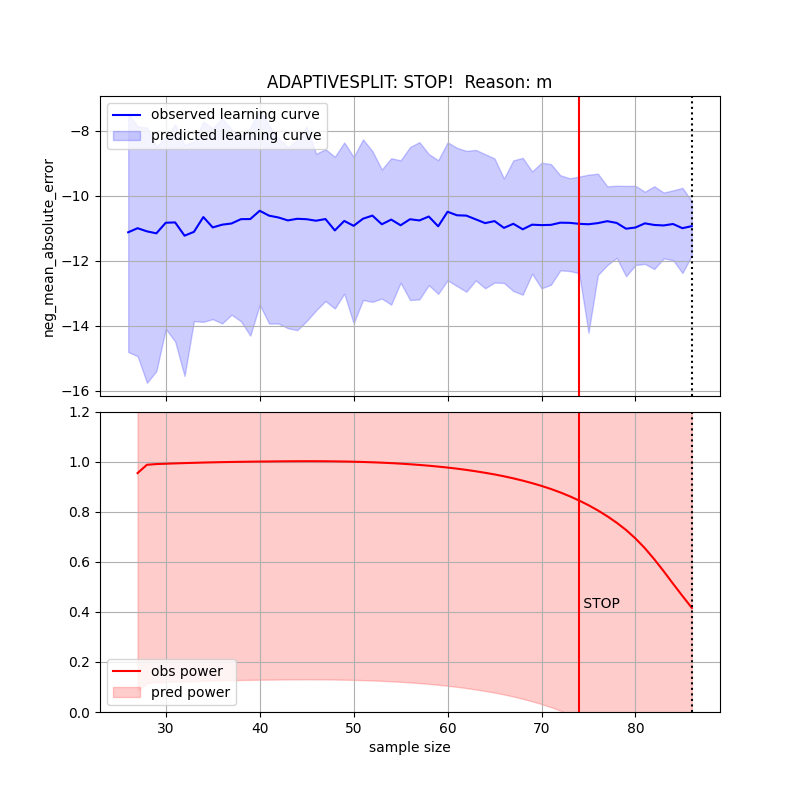 ADAPTIVESPLIT: STOP!  Reason: m
observed learning curve
predicted learning curve
neg_mean_absolute_error
−8
−10
−12
−14
−16
1.2
1.0
0.8
0.6
0.4
0.2
0.0
STOP
obs power
pred power
30 40 50 60 70 80
sample size